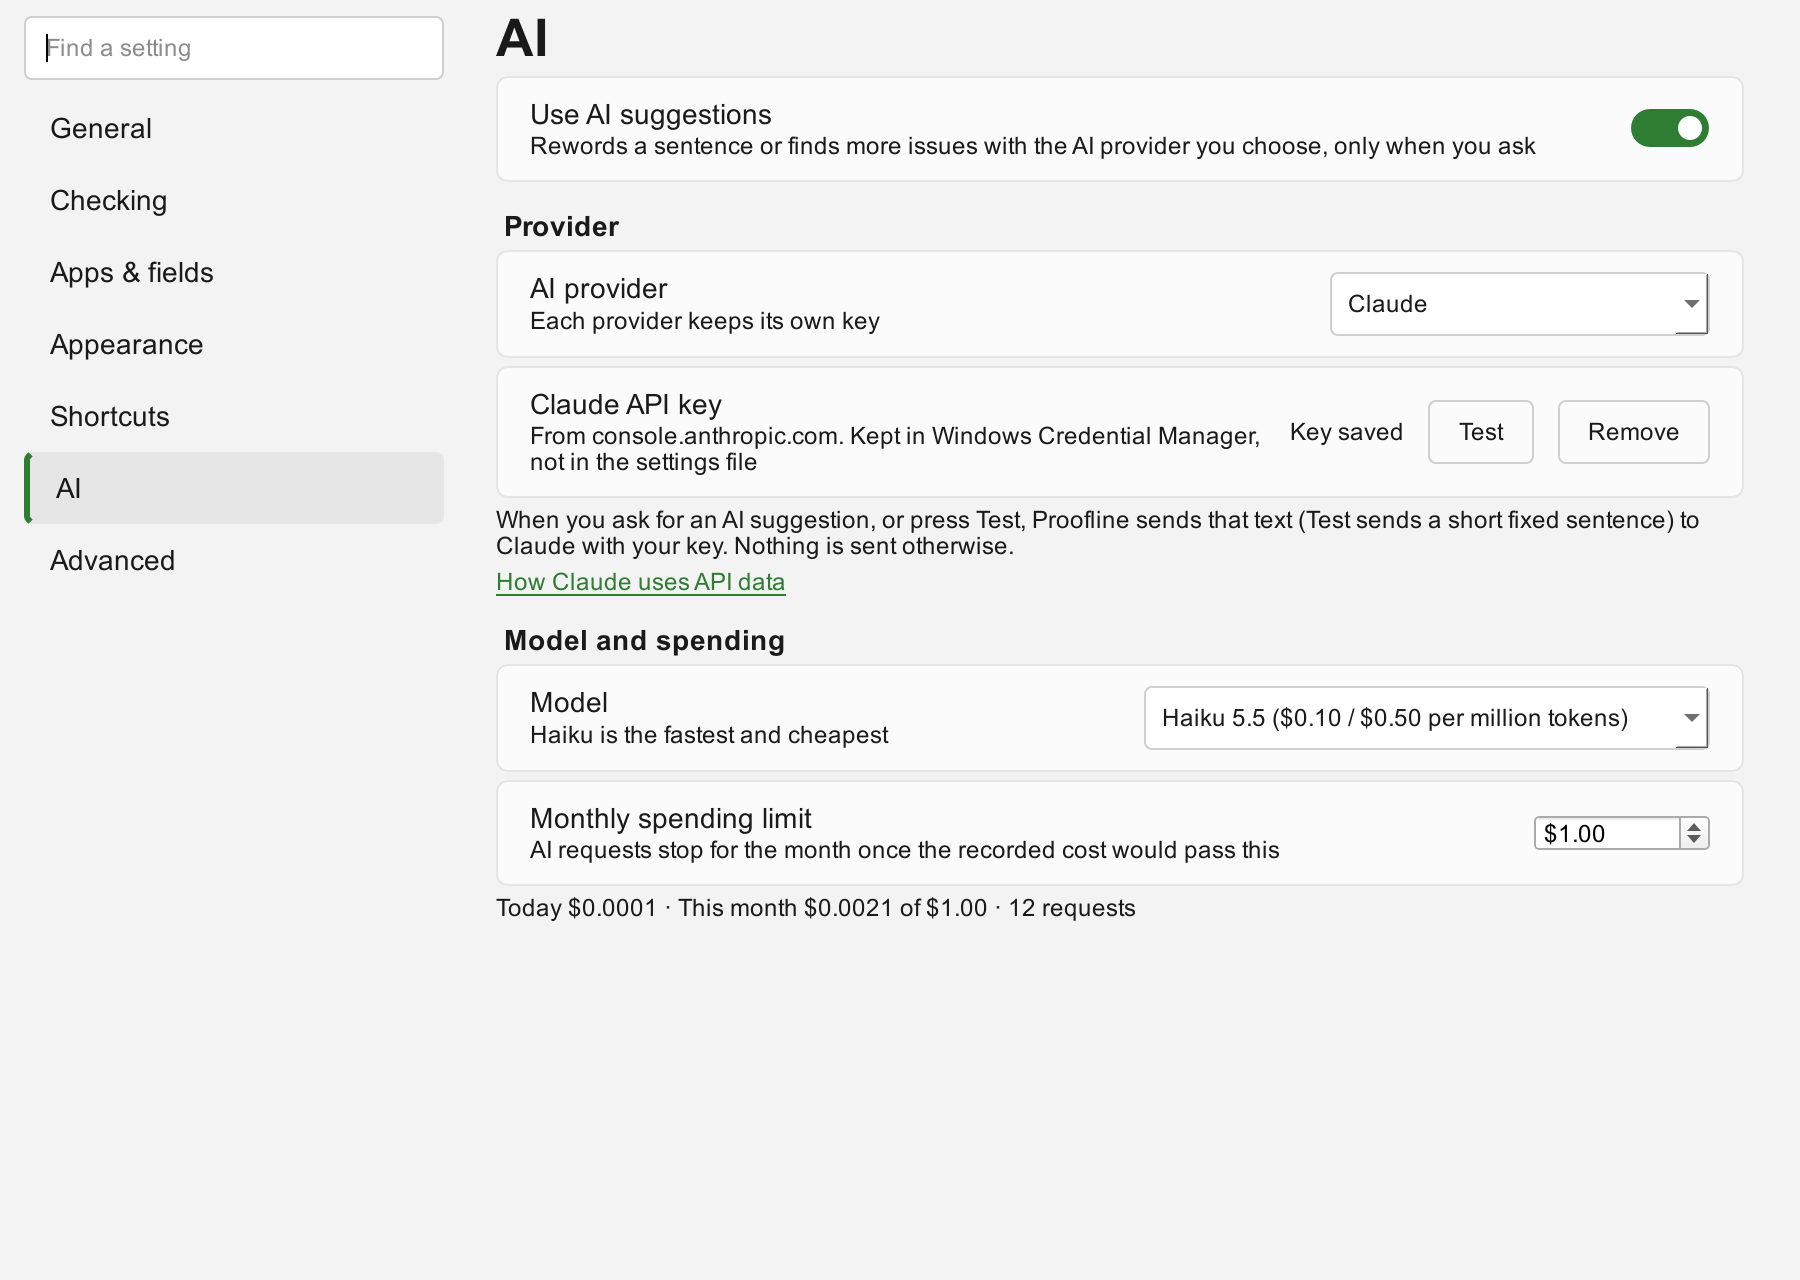 Find a setting
General
Checking
Apps & fields
Appearance
Shortcuts
AI
Advanced
AI
Use AI suggestions
Rewords a sentence or finds more issues with the AI provider you choose, only when you ask
Provider
AI provider
Each provider keeps its own key
Claude
Claude API key
From console.anthropic.com. Kept in Windows Credential Manager,
not in the settings file
Key saved
Test
Remove
When you ask for an AI suggestion, or press Test, Proofline sends that text (Test sends a short fixed sentence) to
Claude with your key. Nothing is sent otherwise.
How Claude uses API data
Model and spending
Model
Haiku is the fastest and cheapest
Haiku 5.5 ($0.10 / $0.50 per million tokens)
Monthly spending limit
AI requests stop for the month once the recorded cost would pass this
$1.00
Today $0.0001 · This month $0.0021 of $1.00 · 12 requests